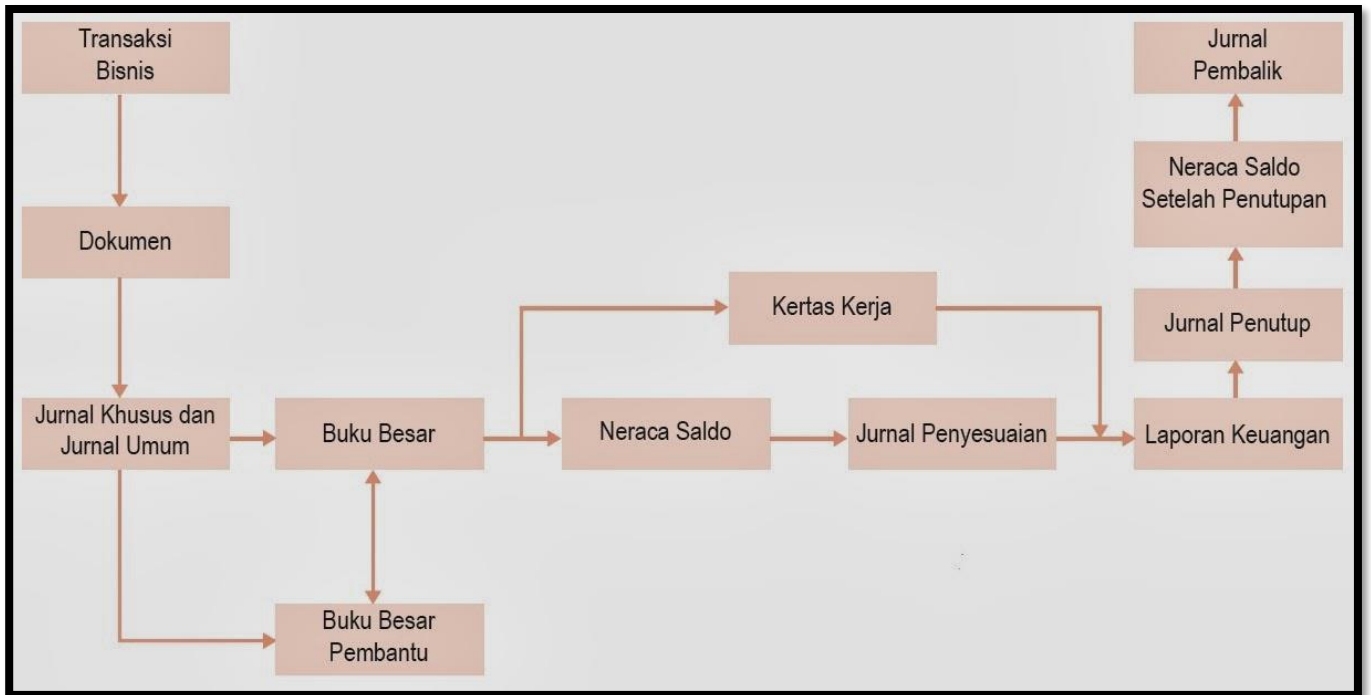 Transaksi
Bisnis
Dokumen
Jurnal Khusus dan
Jurnal Umum
Buku Besar
Buku Besar
Pembantu
Kertas Kerja
Neraca Saldo
Jurnal Penyesuaian
Laporan Keuangan
Jurnal Penutup
Neraca Saldo
Setelah Penutupan
Jurnal
Pembalik